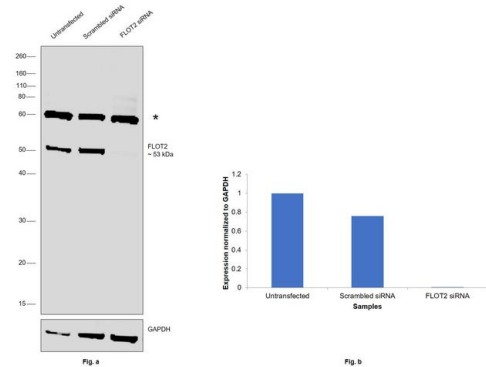 Untransfected
Scrambled siRNA
FLOT2 siRNA
260
160
110
80
60
*
50
FLOT2
~ 53 kDa
40
30
20
15
GAPDH
Fig. a
Expression normalized to GAPDH
1.2
1
0.8
0.6
0.4
0.2
0
Untransfected
Scrambled siRNA
FLOT2 siRNA
Samples
Fig. b